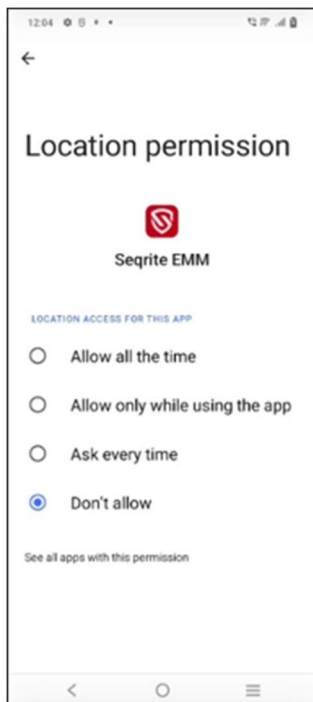 12:04
Location permission
Seqrite EMM
LOCATION ACCESS FOR THIS APP
Allow all the time
Allow only while using the app
Ask every time
Don't allow
See all apps with this permission